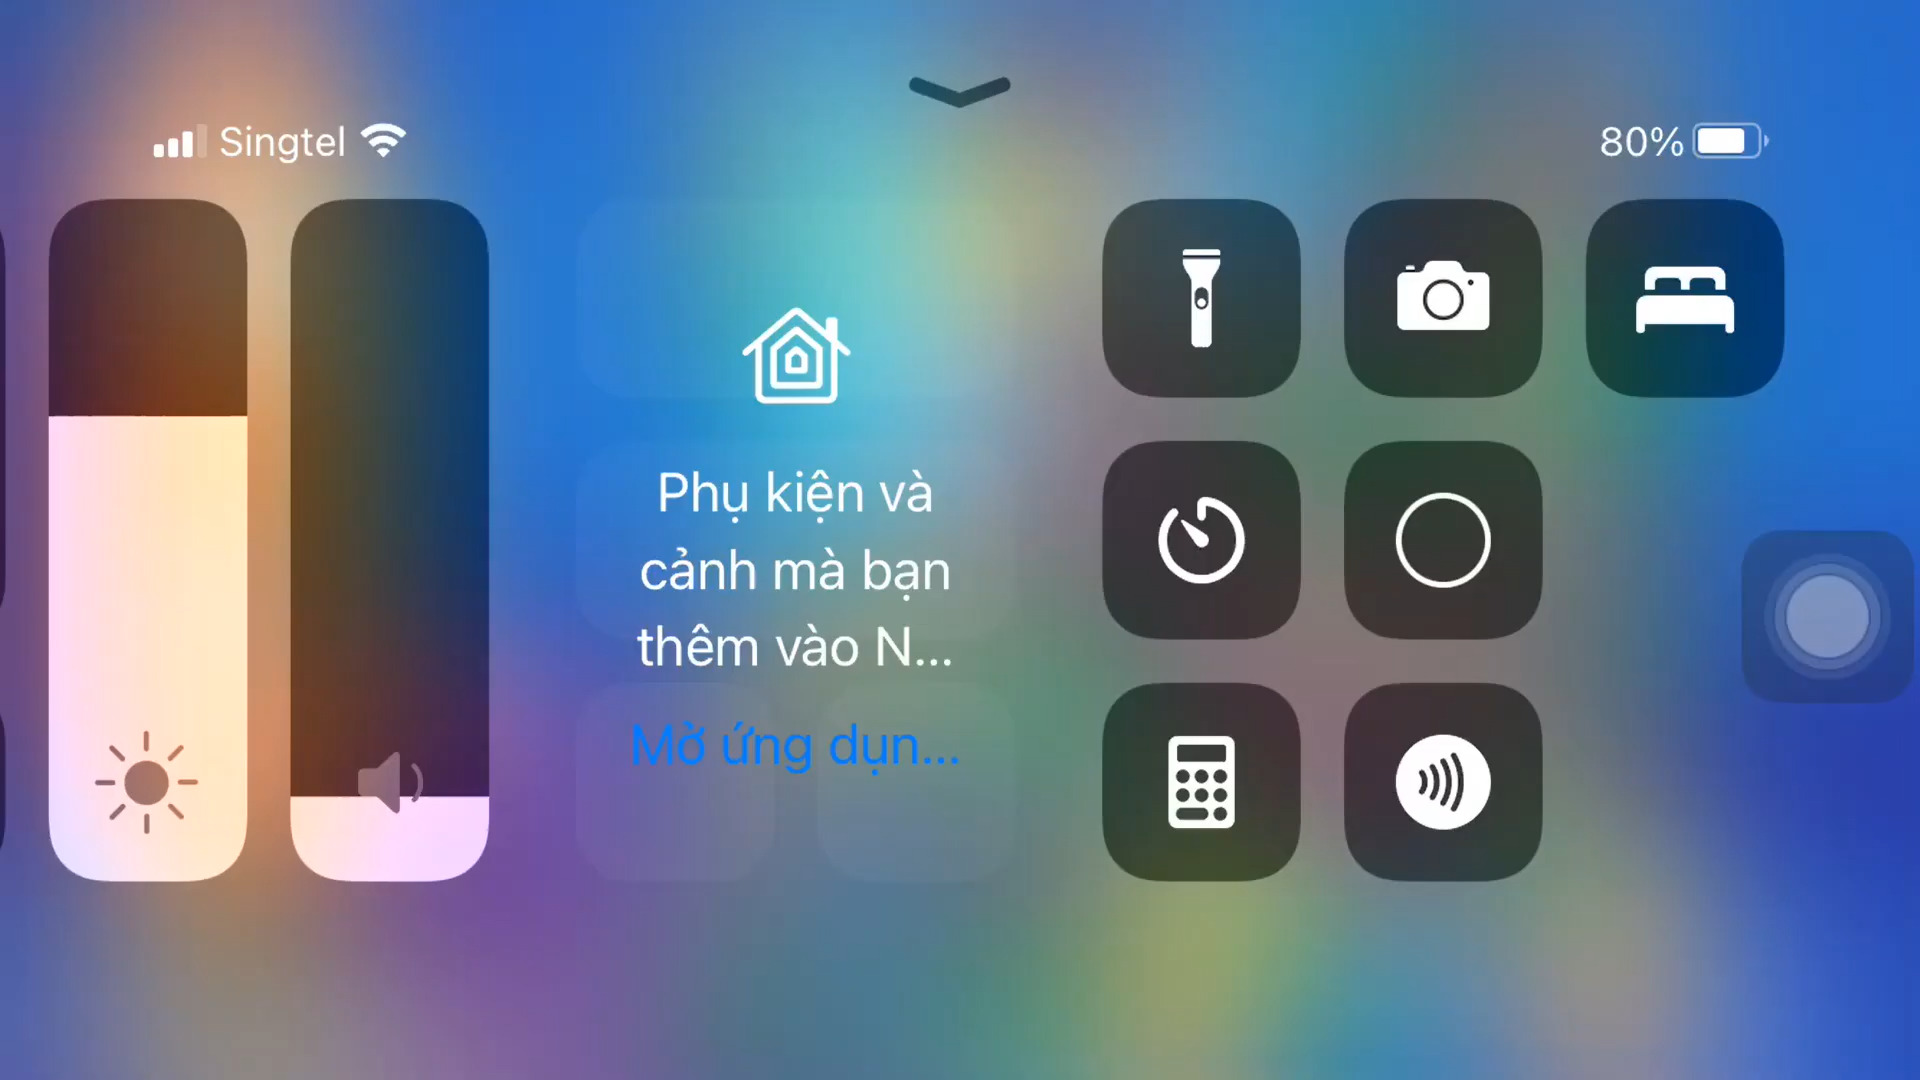 Singtel
80%
Phụ kiện và
cảnh mà bạn
thêm vào N...
Mở ứng dụn...